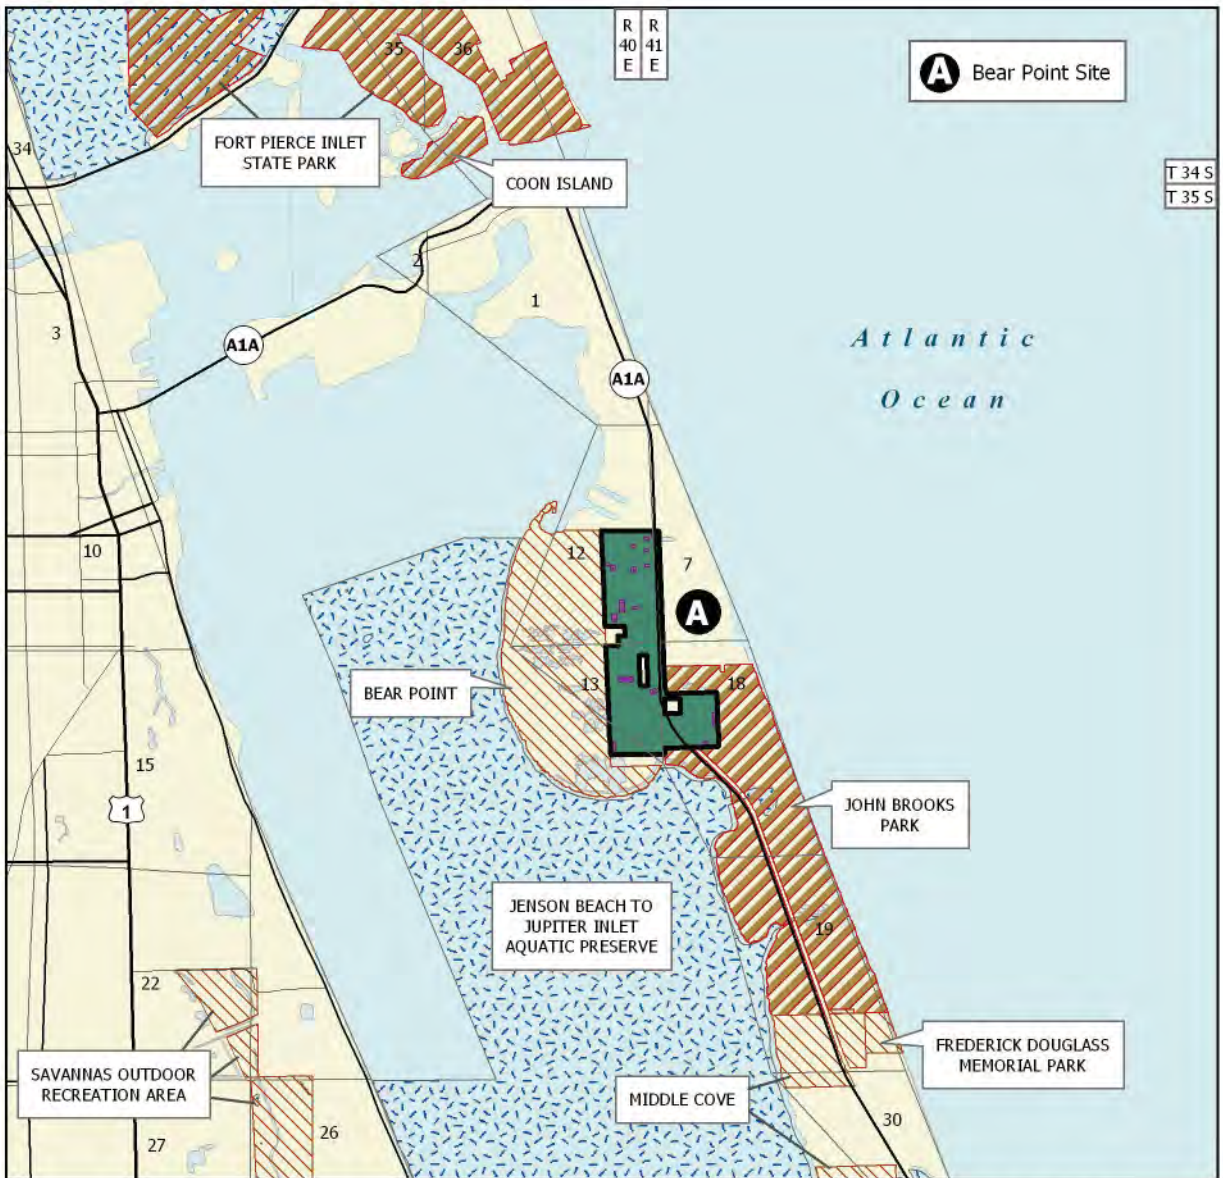 R R
40 41
E E
A Bear Point Site
35 36
34
FORT PIERCE INLET
STATE PARK
COON ISLAND
T 34 S
T 35 S
2
1
3
A1A
A1A
Atlantic
Ocean
10
12
7
A
BEAR POINT
13
18
15
1
JOHN BROOKS
PARK
JENSON BEACH TO
JUPITER INLET
AQUATIC PRESERVE
19
22
SAVANNAS OUTDOOR
RECREATION AREA
FREDERICK DOUGLASS
MEMORIAL PARK
MIDDLE COVE
30
26
27